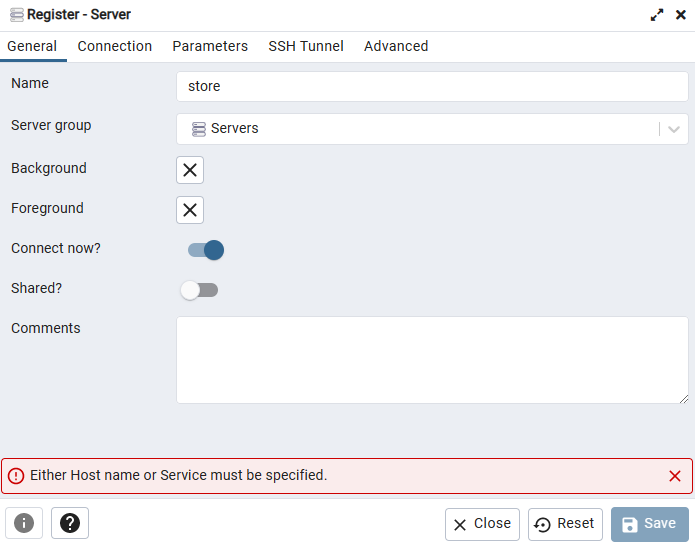 Register - Server
General Connection Parameters SSH Tunnel Advanced
Name store
Server group Servers
Background
Foreground
Connect now?
Shared?
Comments
Either Host name or Service must be specified.
Close Reset Save